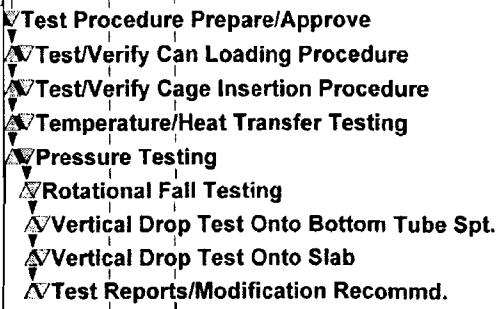 Test Procedure Prepare/Approve
Test/Verify Can Loading Procedure
Test/Verify Cage Insertion Procedure
Temperature/Heat Transfer Testing
Pressure Testing
Rotational Fall Testing
Vertical Drop Test Onto Bottom Tube Spt.
Vertical Drop Test Onto Slab
Test Reports/Modification Recommd.